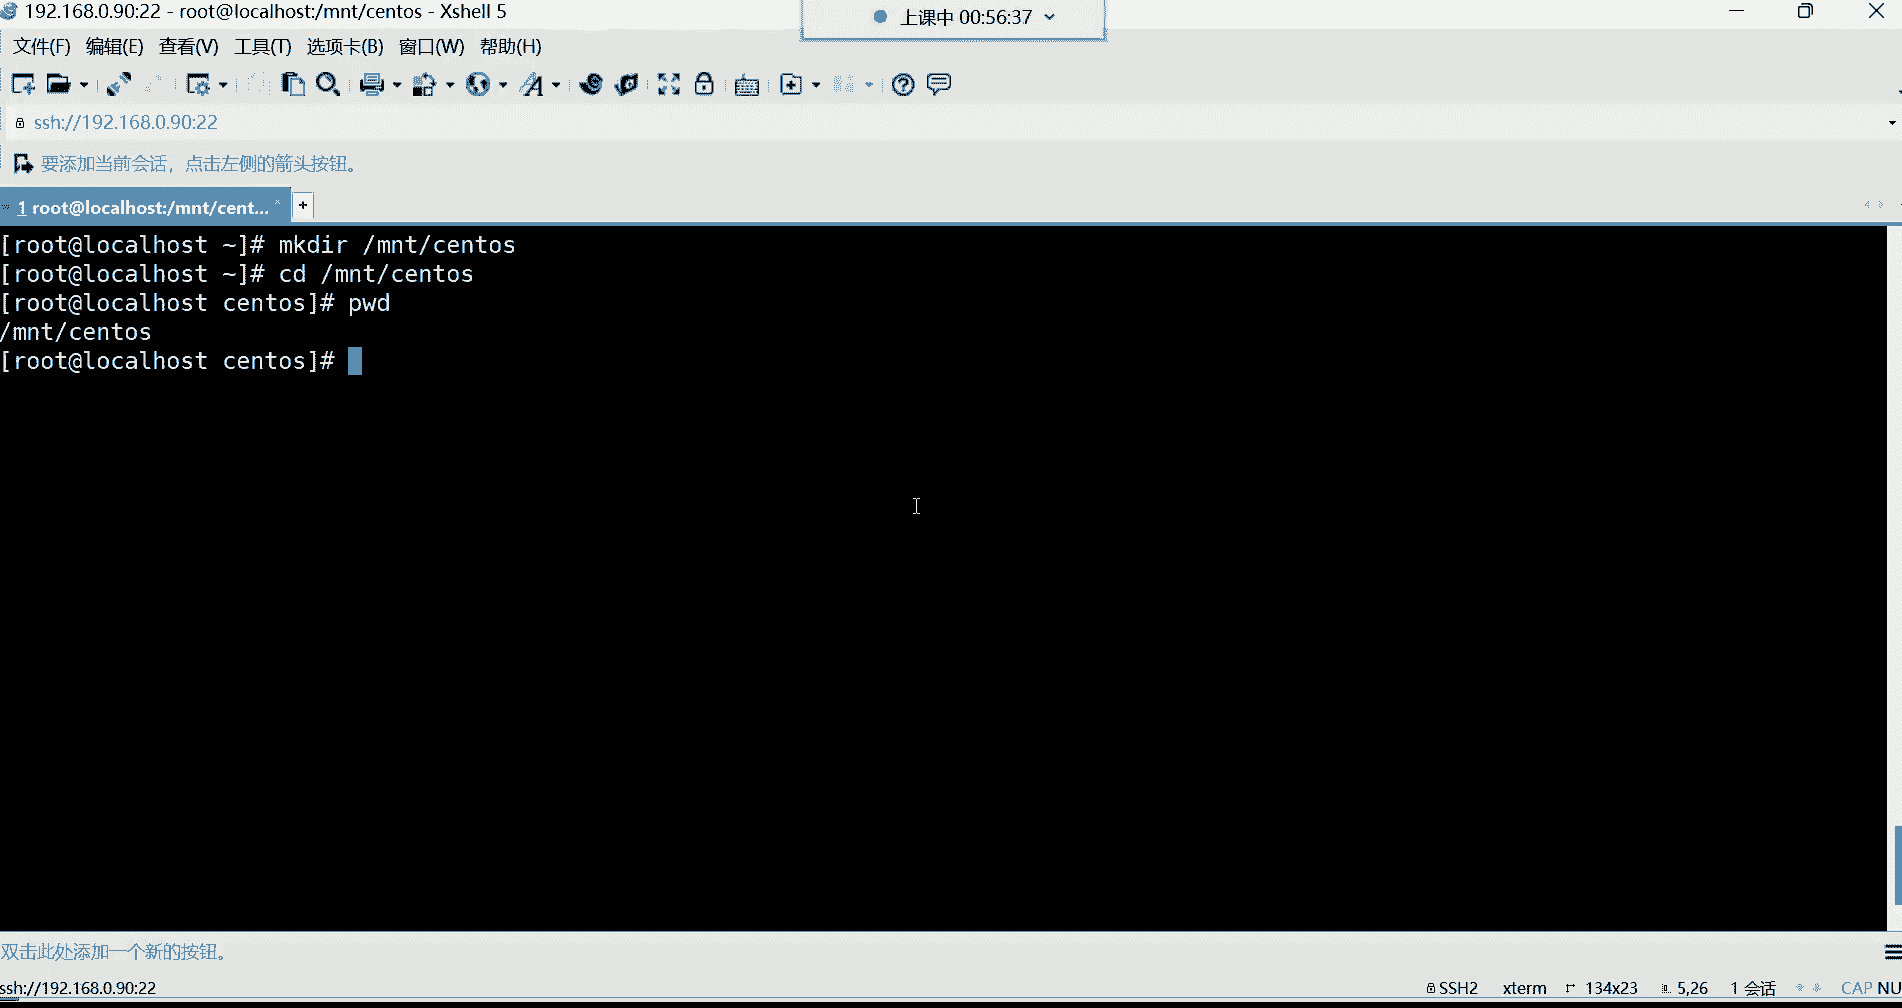 192.168.0.90:22 - root@localhost:/mnt/centos - Xshell 5
上课中 00:56:37
文件(F) 编辑(E) 查看(V) 工具(T) 选项卡(B) 窗口(W) 帮助(H)
ssh://192.168.0.90:22
要添加当前会话，点击左侧的箭头按钮。
1 root@localhost:/mnt/cent... +
[root@localhost ~]# mkdir /mnt/centos
[root@localhost ~]# cd /mnt/centos
[root@localhost centos]# pwd
/mnt/centos
[root@localhost centos]#
双击此处添加一个新的按钮。
ssh://192.168.0.90:22 SSH2 xterm 134x23 5,26 1 会话 CAP NU